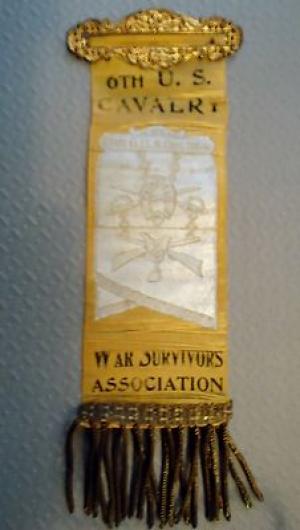 6TH U. S.
CAVALRY
WAR SURVIVORS
ASSOCIATION